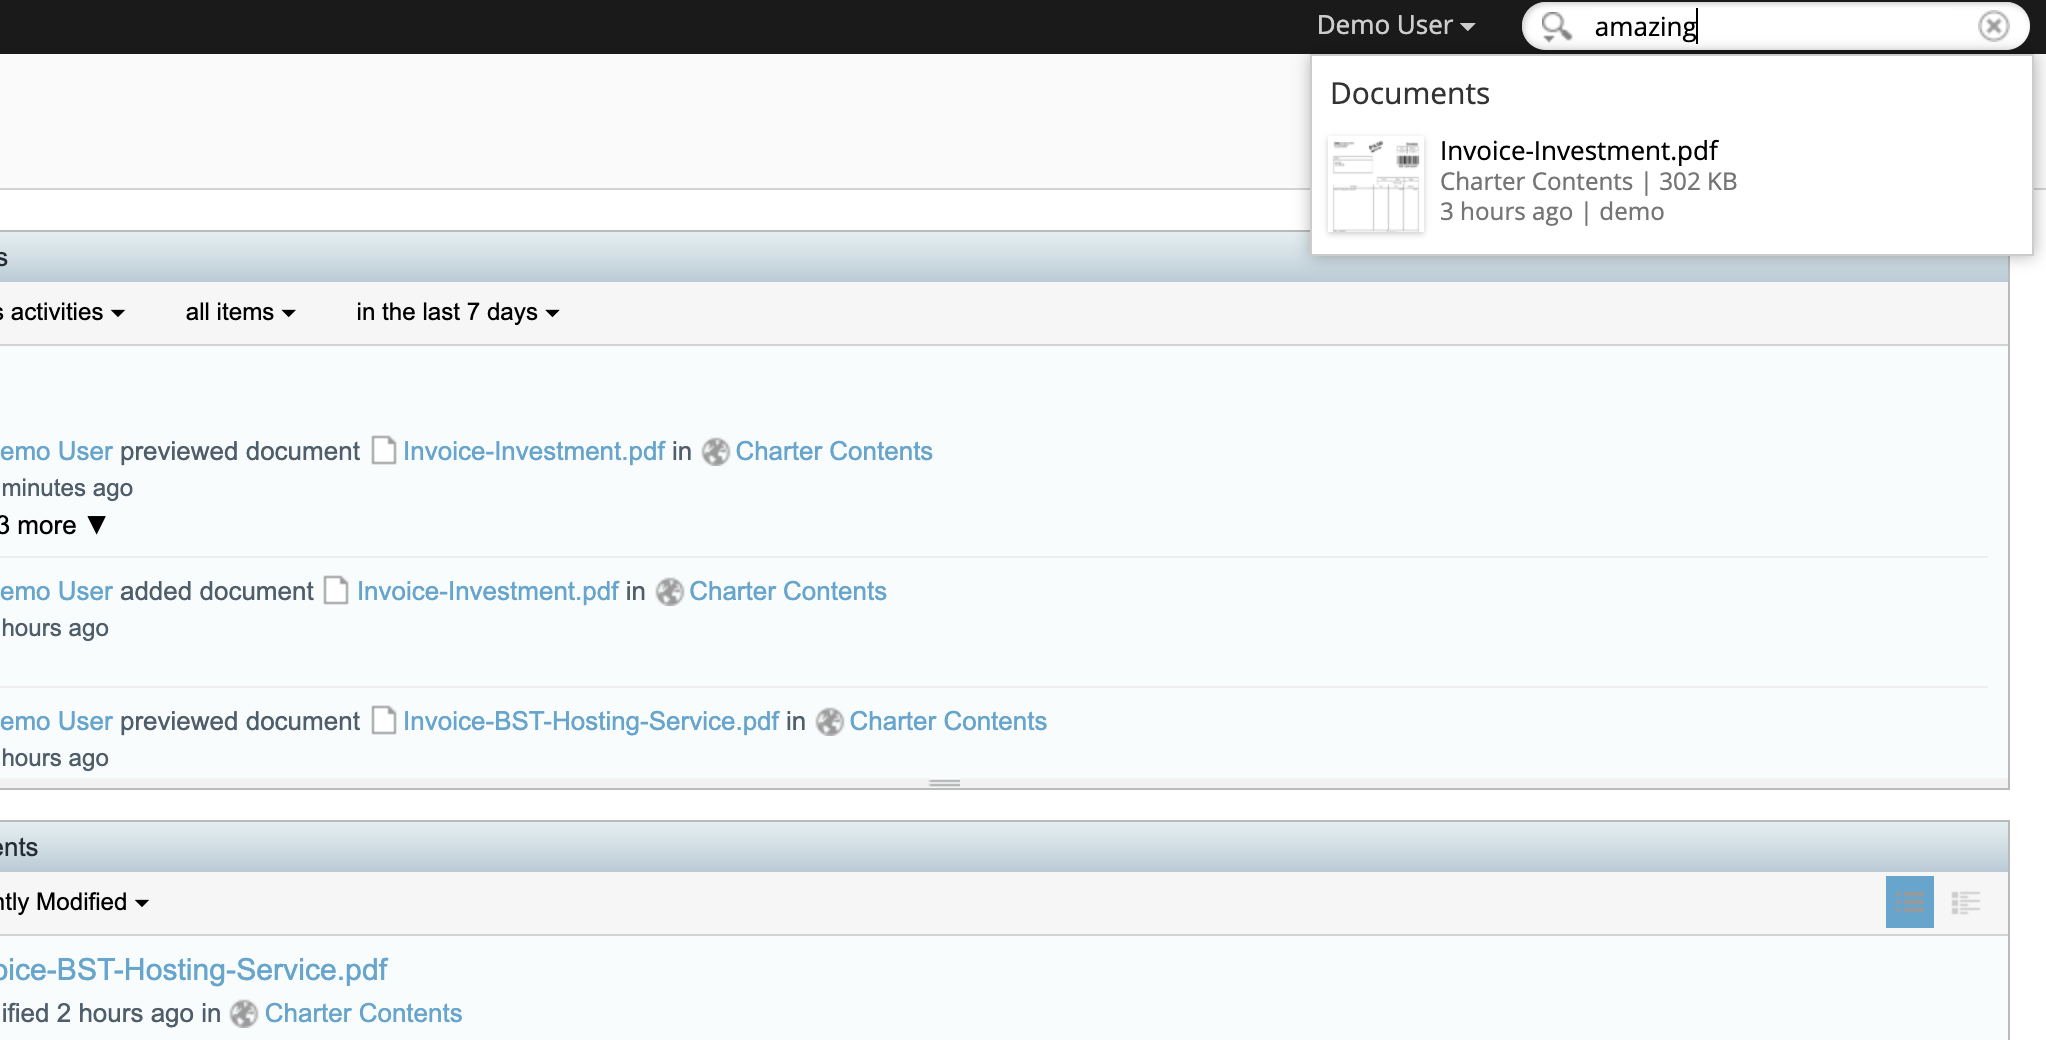 Demo User
amazing
Documents
Invoice-Investment.pdf
Charter Contents | 302 KB
3 hours ago | demo
s
s activities
all items
in the last 7 days
emo User previewed document Invoice-Investment.pdf in Charter Contents
minutes ago
3 more ▼
emo User added document Invoice-Investment.pdf in Charter Contents
hours ago
emo User previewed document Invoice-BST-Hosting-Service.pdf in Charter Contents
hours ago
ents
ntly Modified
oice-BST-Hosting-Service.pdf
ified 2 hours ago in Charter Contents